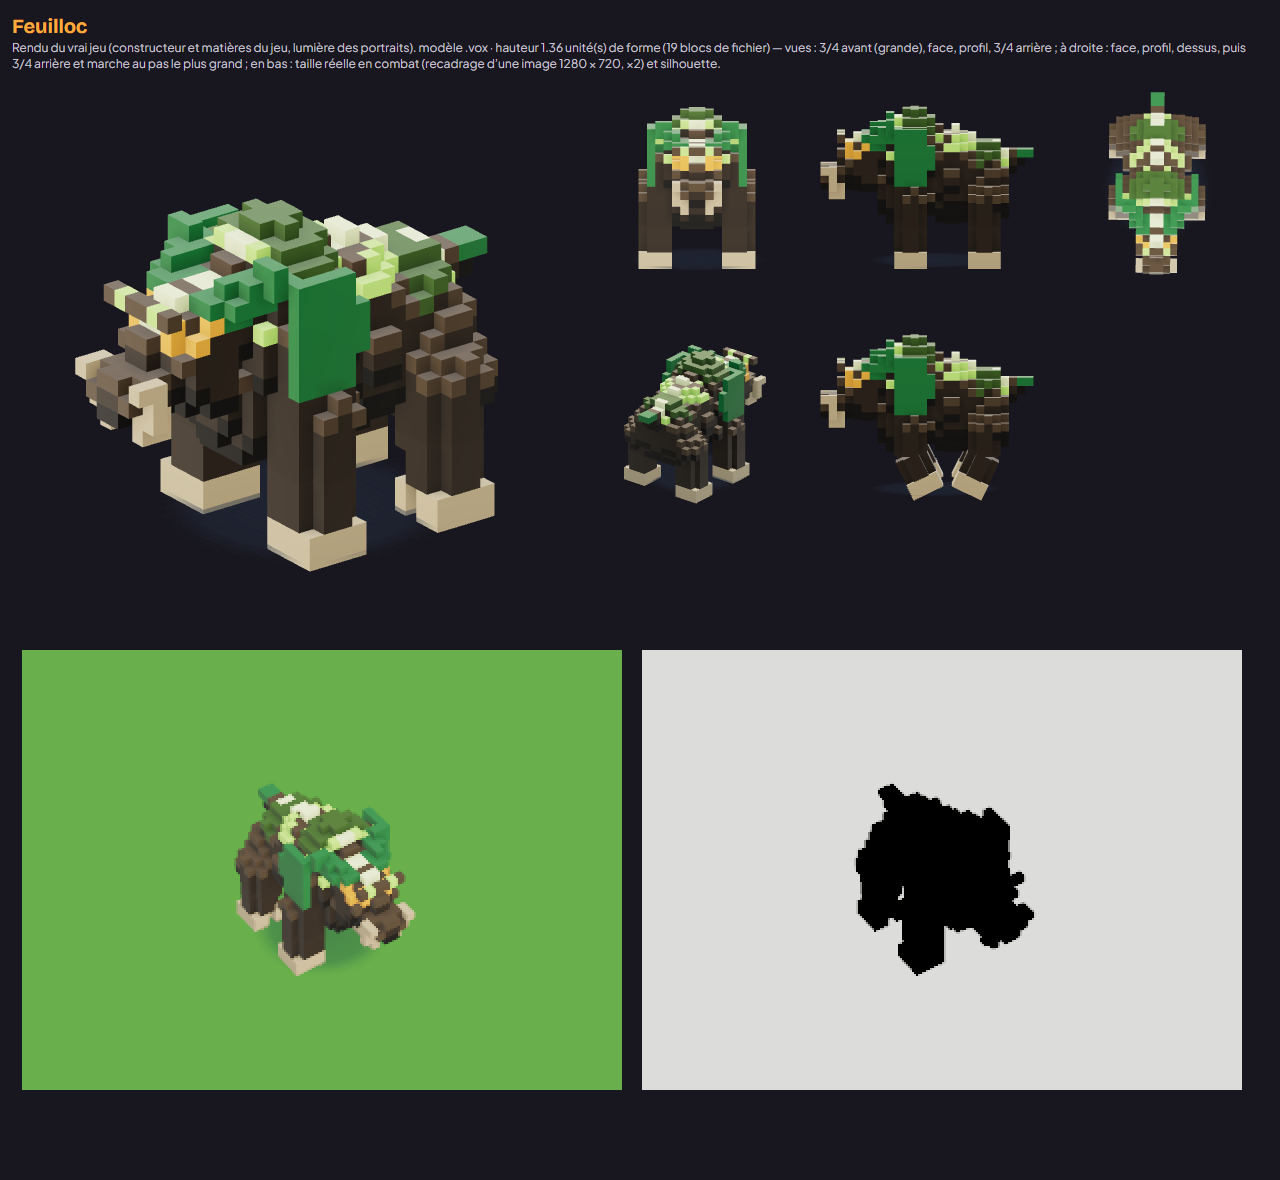 Feuilloc
Rendu du vrai jeu (constructeur et matières du jeu, lumière des portraits). modèle .vox · hauteur 1.36 unité(s) de forme (19 blocs de fichier) — vues : 3/4 avant (grande), face, profil, 3/4 arrière ; à droite : face, profil, dessus, puis
3/4 arrière et marche au pas le plus grand ; en bas : taille réelle en combat (recadrage d'une image 1280 × 720, ×2) et silhouette.